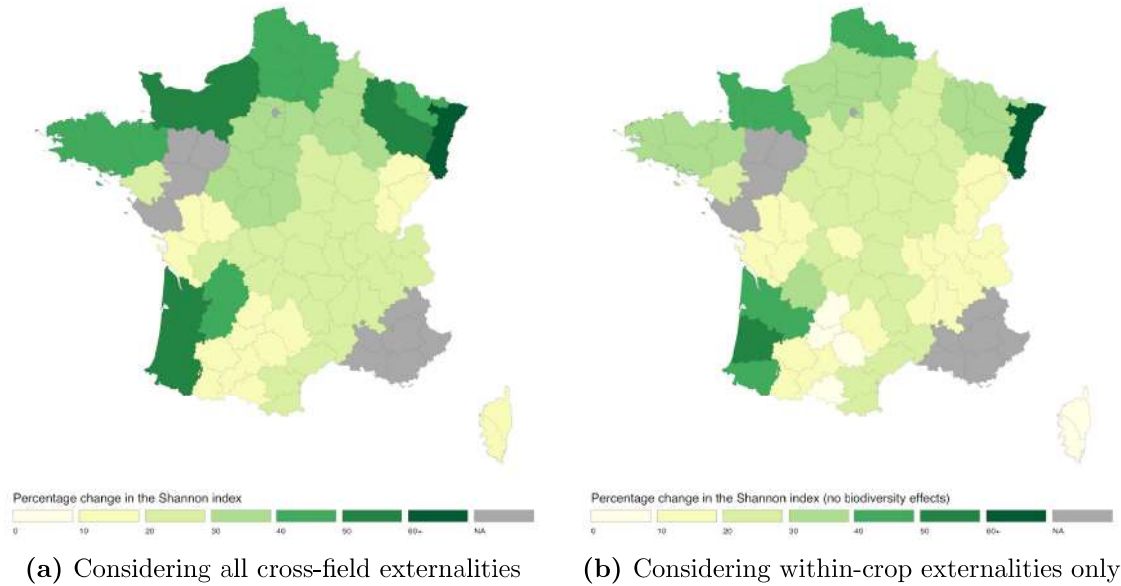 Percentage change in the Shannon index
0 10 20 30 40 50 60+ NA
(a) Considering all cross-field externalities
Percentage change in the Shannon index (no biodiversity effects)
0 10 20 30 40 50 60+ NA
(b) Considering within-crop externalities only